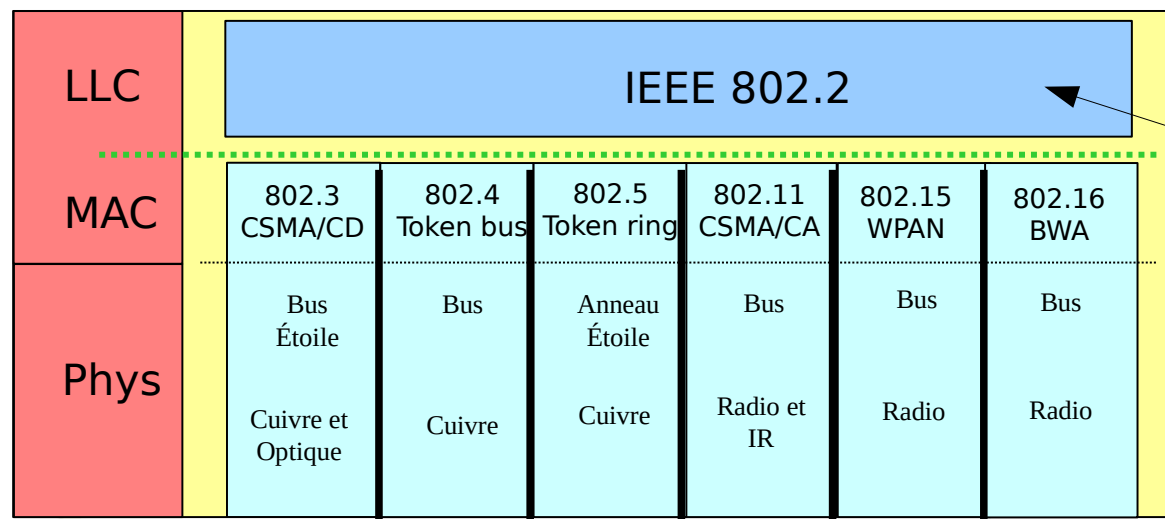 LLC
IEEE 802.2
MAC
802.3
CSMA/CD
802.4
Token bus
802.5
Token ring
802.11
CSMA/CA
802.15
WPAN
802.16
BWA
Phys
Bus
Étoile
Cuivre et
Optique
Bus
Cuivre
Anneau
Étoile
Cuivre
Bus
Radio et
IR
Bus
Radio
Bus
Radio